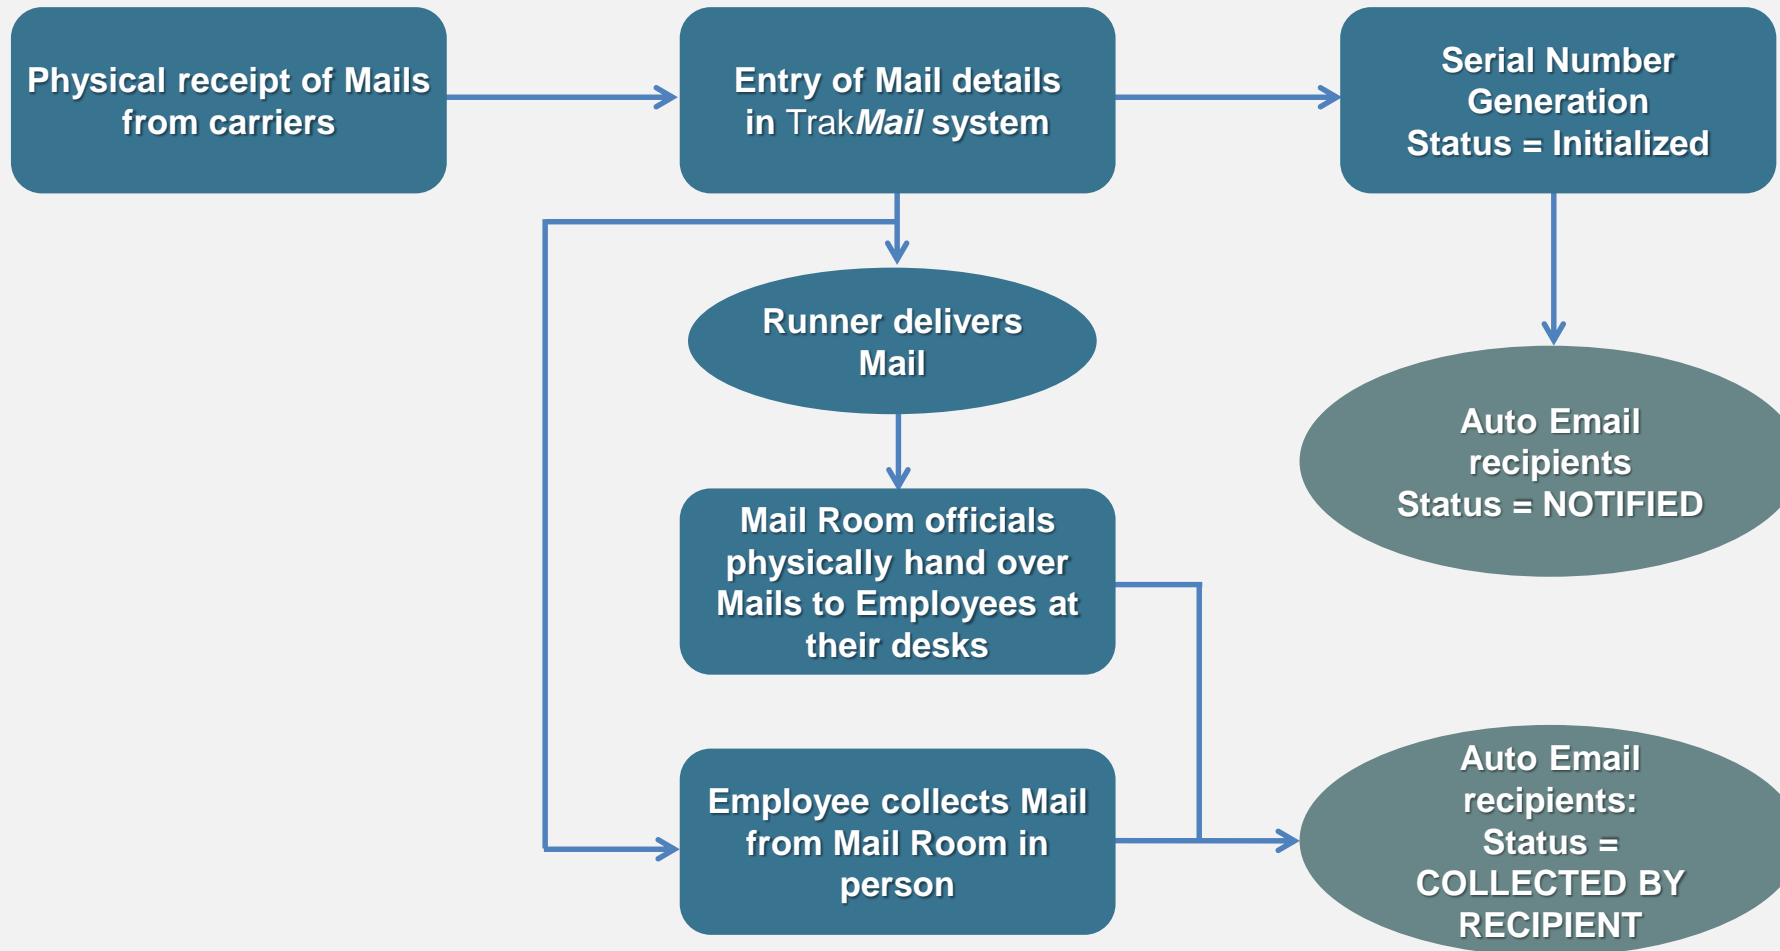 Physical receipt of Mails
from carriers
Entry of Mail details
in TrakMail system
Serial Number
Generation
Status = Initialized
Runner delivers
Mail
Auto Email
recipients
Status = NOTIFIED
Mail Room officials
physically hand over
Mails to Employees at
their desks
Employee collects Mail
from Mail Room in
person
Auto Email
recipients:
Status =
COLLECTED BY
RECIPIENT